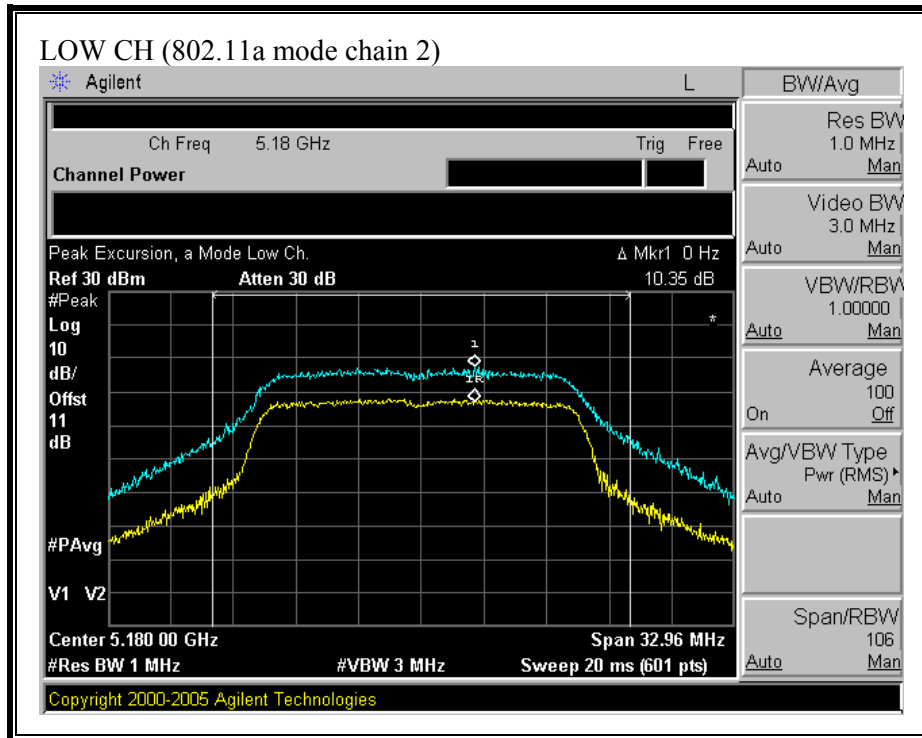 LOW CH (802.11a mode chain 2)
Agilent L BW/Avg
Ch Freq 5.18 GHz Trig Free
Channel Power
Peak Excursion, a Mode Low Ch. Δ Mkr1 0 Hz
Ref 30 dBm Atten 30 dB 10.35 dB
#Peak
Log
10
dB/
Offst
11
dB
1
1R
*
#PAvg
V1 V2
Center 5.180 00 GHz Span 32.96 MHz
#Res BW 1 MHz #VBW 3 MHz Sweep 20 ms (601 pts)
Copyright 2000-2005 Agilent Technologies
Res BW
1.0 MHz
Auto Man
Video BW
3.0 MHz
Auto Man
VBW/RBW
1.00000
Auto Man
Average
100
On Off
Avg/VBW Type
Pwr (RMS)
Auto Man
Span/RBW
106
Auto Man